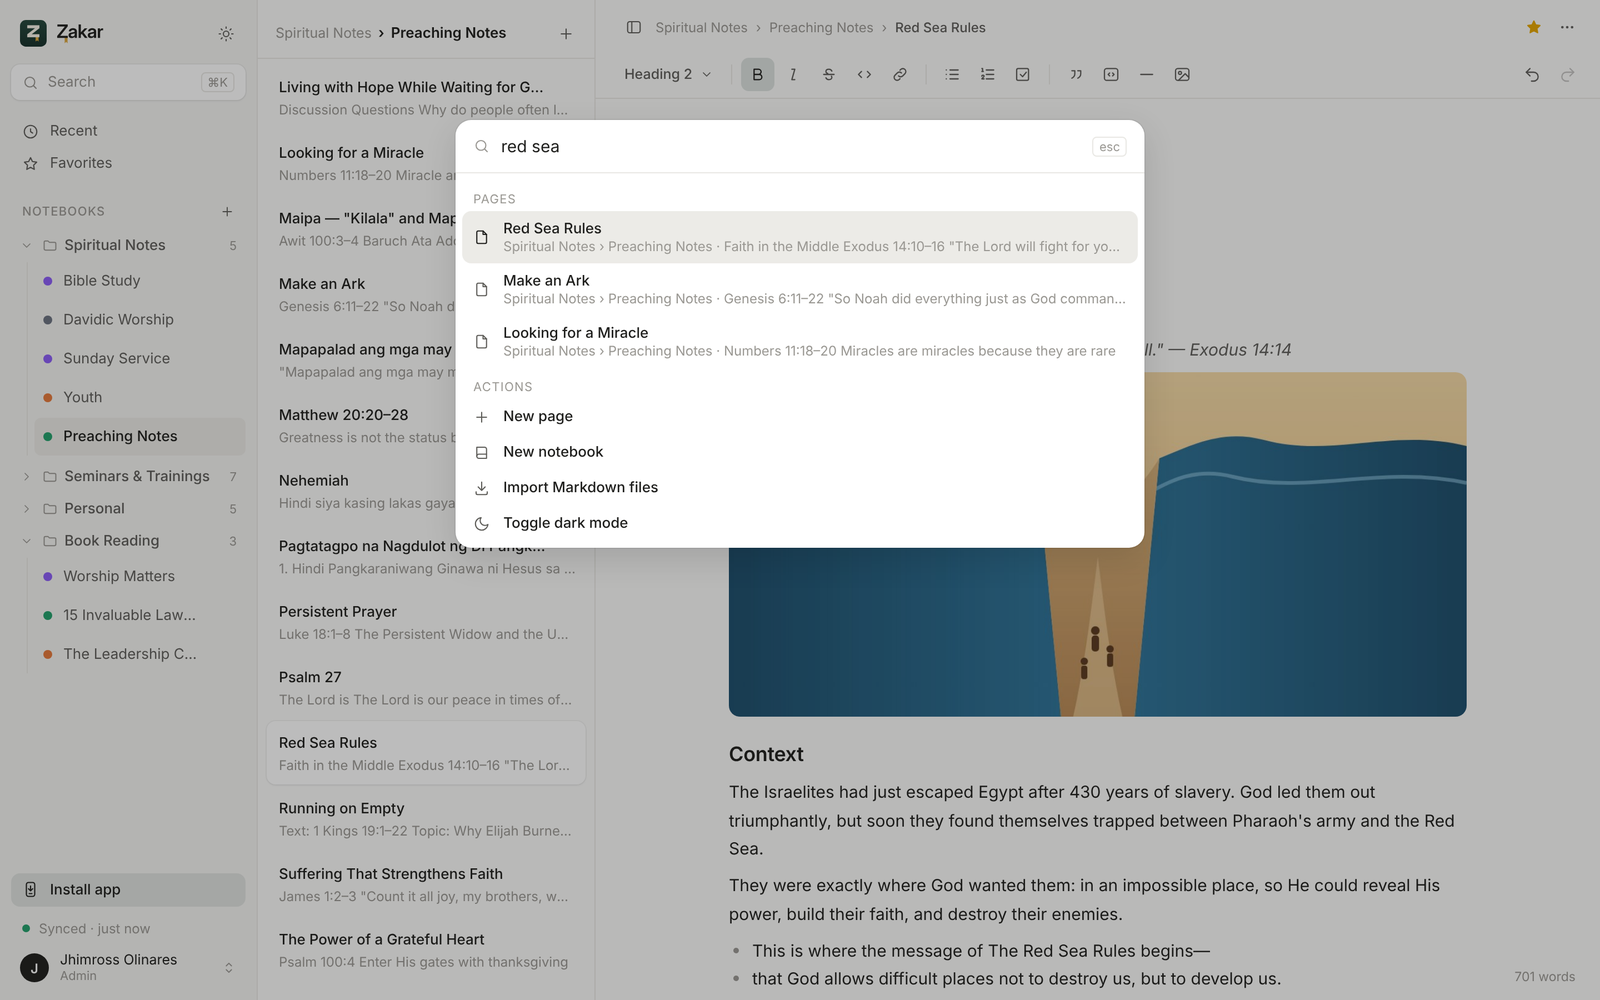 Zakar
Search ⌘K
Recent
Favorites
NOTEBOOKS
Spiritual Notes 5
Bible Study
Davidic Worship
Sunday Service
Youth
Preaching Notes
Seminars & Trainings 7
Personal 5
Book Reading 3
Worship Matters
15 Invaluable Law...
The Leadership C...
Install app
Synced · just now
J
Jhimross Olinares
Admin
Spiritual Notes › Preaching Notes
Living with Hope While Waiting for G...
Discussion Questions Why do people often l...
Looking for a Miracle
Numbers 11:18–20 Miracle
Maipa — "Kilala" and
Awit 100:3–4 Baruch Ata
Make an Ark
Genesis 6:11–22 "So Noah d
Mapapalad ang mga may
"Mapapalad ang mga may
Matthew 20:20–28
Greatness is not the status
Nehemiah
Hindi siya kasing lakas gaya
Pagtatagpo na Nagdulot ng
1. Hindi Pangkaraniwang Ginawa ni Hesus sa ...
Persistent Prayer
Luke 18:1–8 The Persistent Widow and the U...
Psalm 27
The Lord is The Lord is our peace in times of...
Red Sea Rules
Faith in the Middle Exodus 14:10–16 "The Lor...
Running on Empty
Text: 1 Kings 19:1–22 Topic: Why Elijah Burne...
Suffering That Strengthens Faith
James 1:2–3 "Count it all joy, my brothers, w...
The Power of a Grateful Heart
Psalm 100:4 Enter His gates with thanksgiving
Spiritual Notes › Preaching Notes › Red Sea Rules
Heading 2 B I S
red sea esc
PAGES
Red Sea Rules
Spiritual Notes › Preaching Notes · Faith in the Middle Exodus 14:10–16 "The Lord will fight for yo...
Make an Ark
Spiritual Notes › Preaching Notes · Genesis 6:11–22 "So Noah did everything just as God comman...
Looking for a Miracle
Spiritual Notes › Preaching Notes · Numbers 11:18–20 Miracles are miracles because they are rare
ACTIONS
New page
New notebook
Import Markdown files
Toggle dark mode
ll." — Exodus 14:14
Context
The Israelites had just escaped Egypt after 430 years of slavery. God led them out
triumphantly, but soon they found themselves trapped between Pharaoh's army and the Red
Sea.
They were exactly where God wanted them: in an impossible place, so He could reveal His
power, build their faith, and destroy their enemies.
• This is where the message of The Red Sea Rules begins—
• that God allows difficult places not to destroy us, but to develop us.
701 words